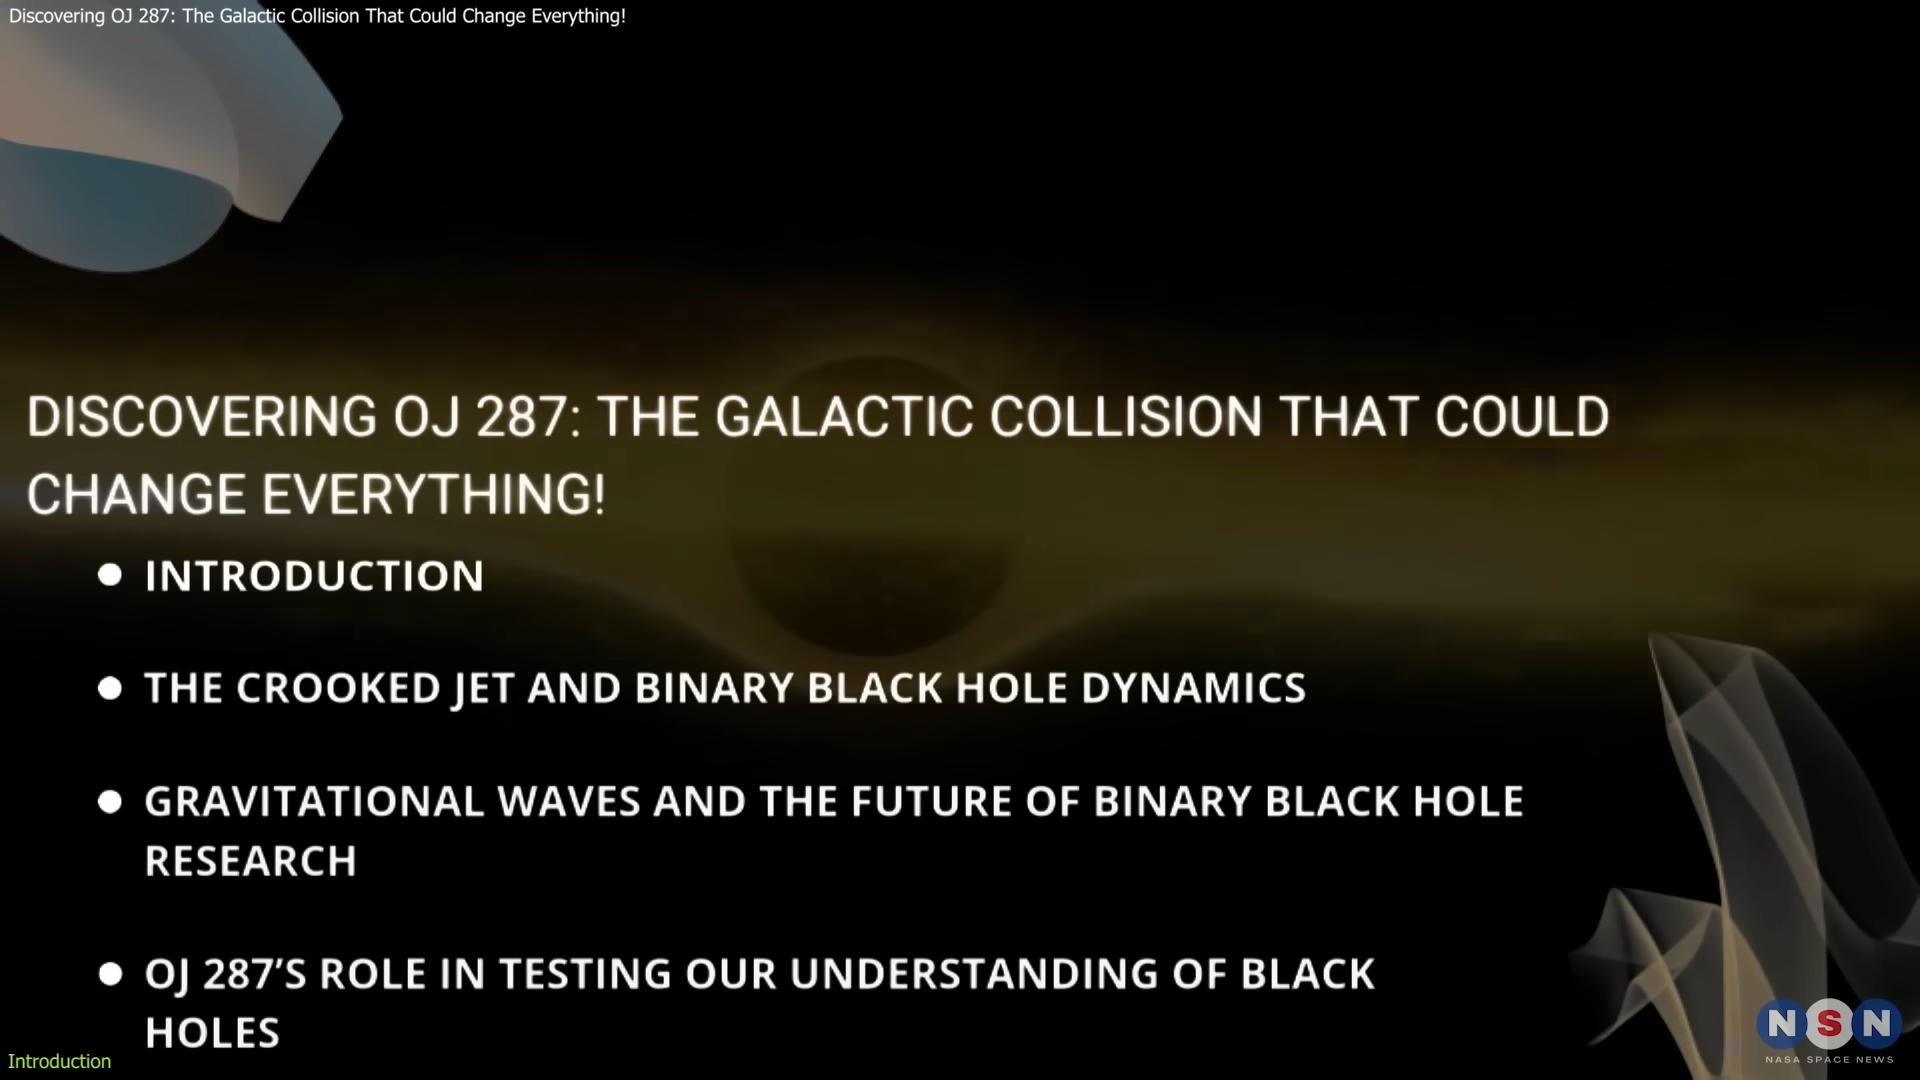 Discovering OJ 287: The Galactic Collision That Could Change Everything!
DISCOVERING OJ 287: THE GALACTIC COLLISION THAT COULD
CHANGE EVERYTHING!
INTRODUCTION
THE CROOKED JET AND BINARY BLACK HOLE DYNAMICS
GRAVITATIONAL WAVES AND THE FUTURE OF BINARY BLACK HOLE
RESEARCH
OJ 287’S ROLE IN TESTING OUR UNDERSTANDING OF BLACK
HOLES
Introduction
NSN
NASA SPACE NEWS